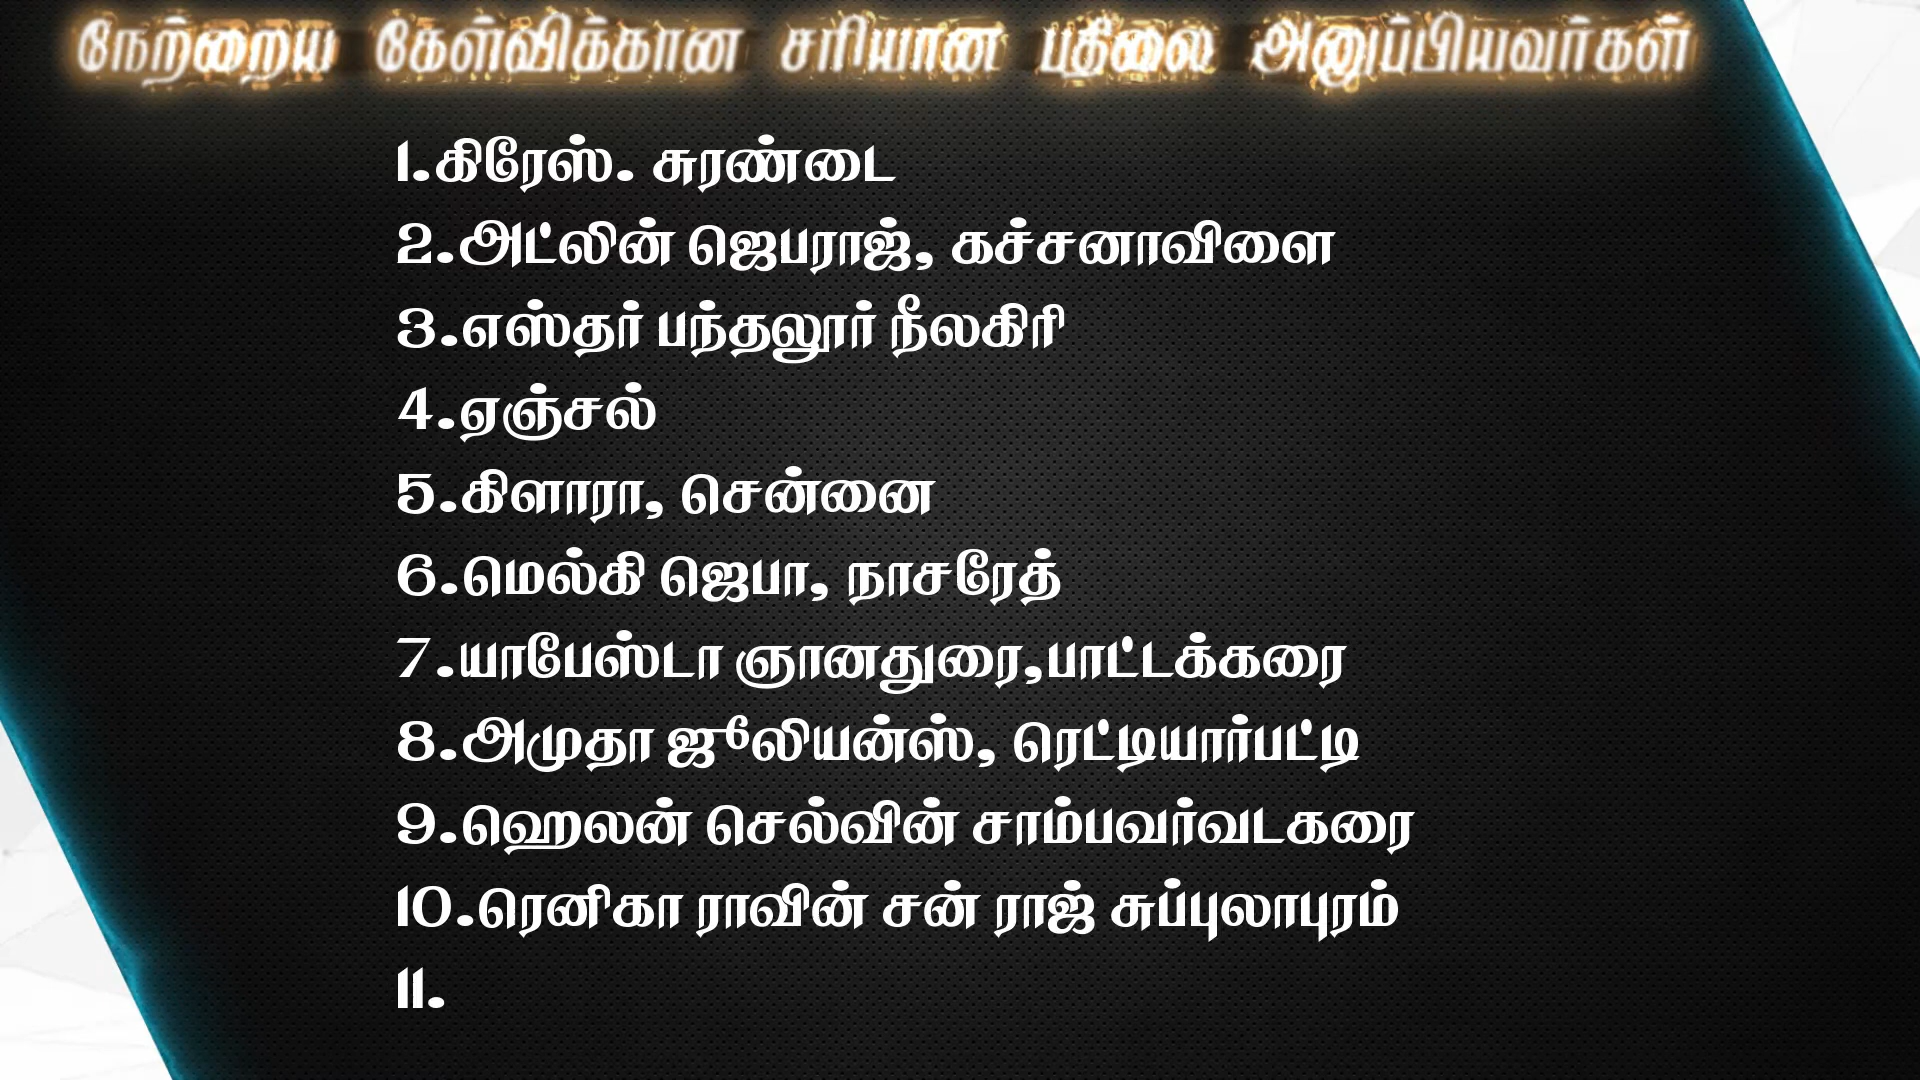 நேற்றைய கேள்விக்கான சரியான பதிலை அனுப்பியவர்கள்
1.கிரேஸ். சுரண்டை
2.அட்லின் ஜெபராஜ், கச்சனாவிளை
3.எஸ்தர் பந்தலூர் நீலகிரி
4.ஏஞ்சல்
5.கிளாரா, சென்னை
6.மெல்கி ஜெபா, நாசரேத்
7.யாபேஸ்டா ஞானதுரை,பாட்டக்கரை
8.அமுதா ஜூலியன்ஸ், ரெட்டியார்பட்டி
9.ஹெலன் செல்வின் சாம்பவர்வடகரை
10.ரெனிகா ராவின் சன் ராஜ் சுப்புலாபுரம்
11.